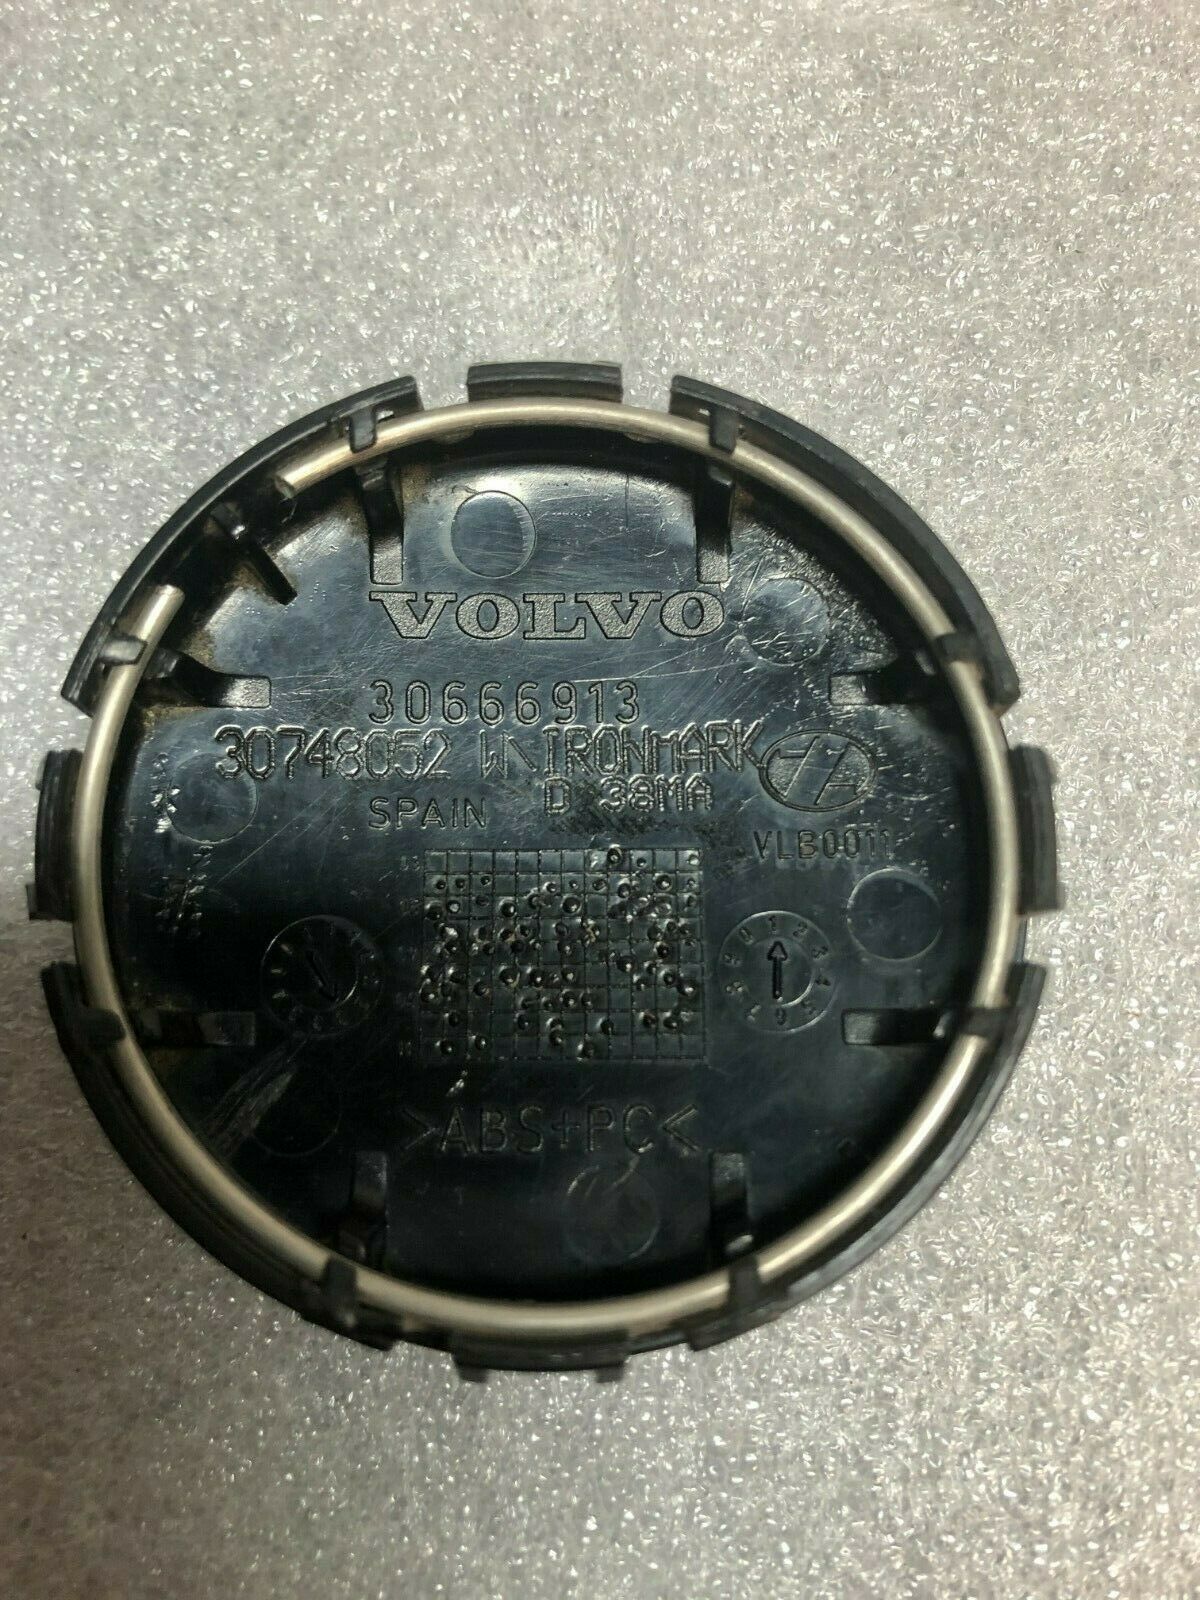 VOLVO
30666913
30748052 W\IRONMARK
SPAIN D 38MA
VLB0011
>ABS+PC<